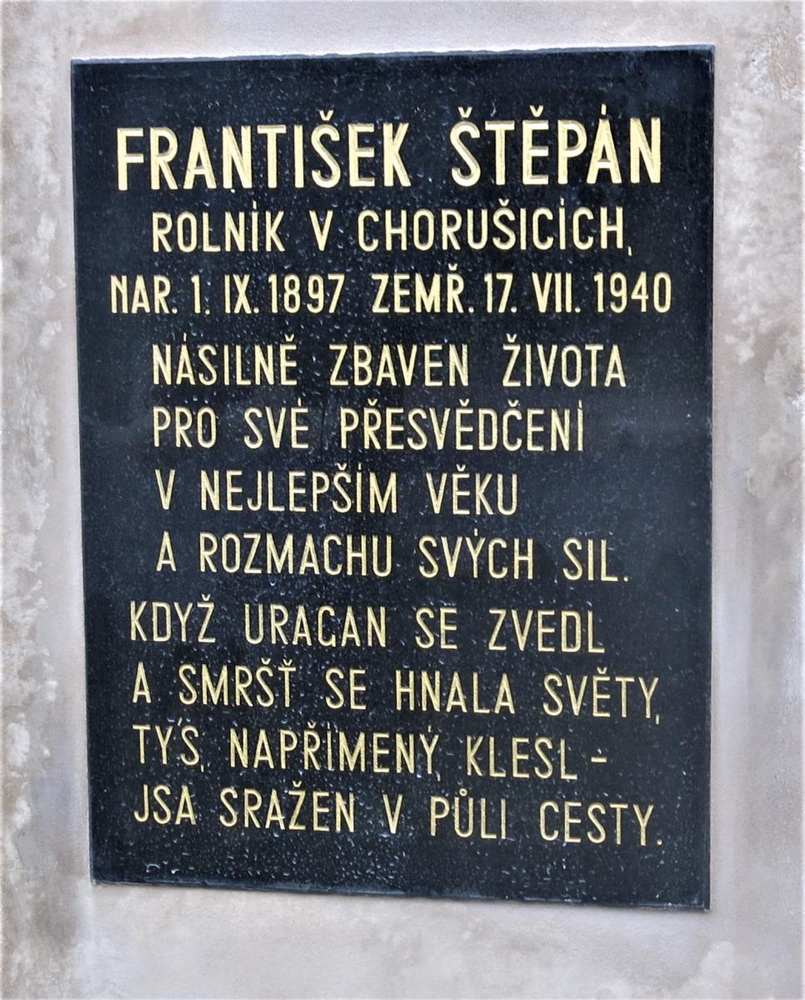 FRANTIŠEK ŠTĚPÁN
ROLNÍK V CHORUŠICÍCH,
NAR. 1. IX. 1897 ZEMŘ. 17. VII. 1940
NÁSILNĚ ZBAVEN ŽIVOTA
PRO SVÉ PŘESVĚDČENÍ
V NEJLEPŠÍM VĚKU
A ROZMACHU SVÝCH SIL.
KDYŽ URAGAN SE ZVEDL
A SMRŠŤ SE HNALA SVĚTY,
TYS, NAPŘÍMENÝ, KLESL –
JSA SRAŽEN V PŮLI CESTY.